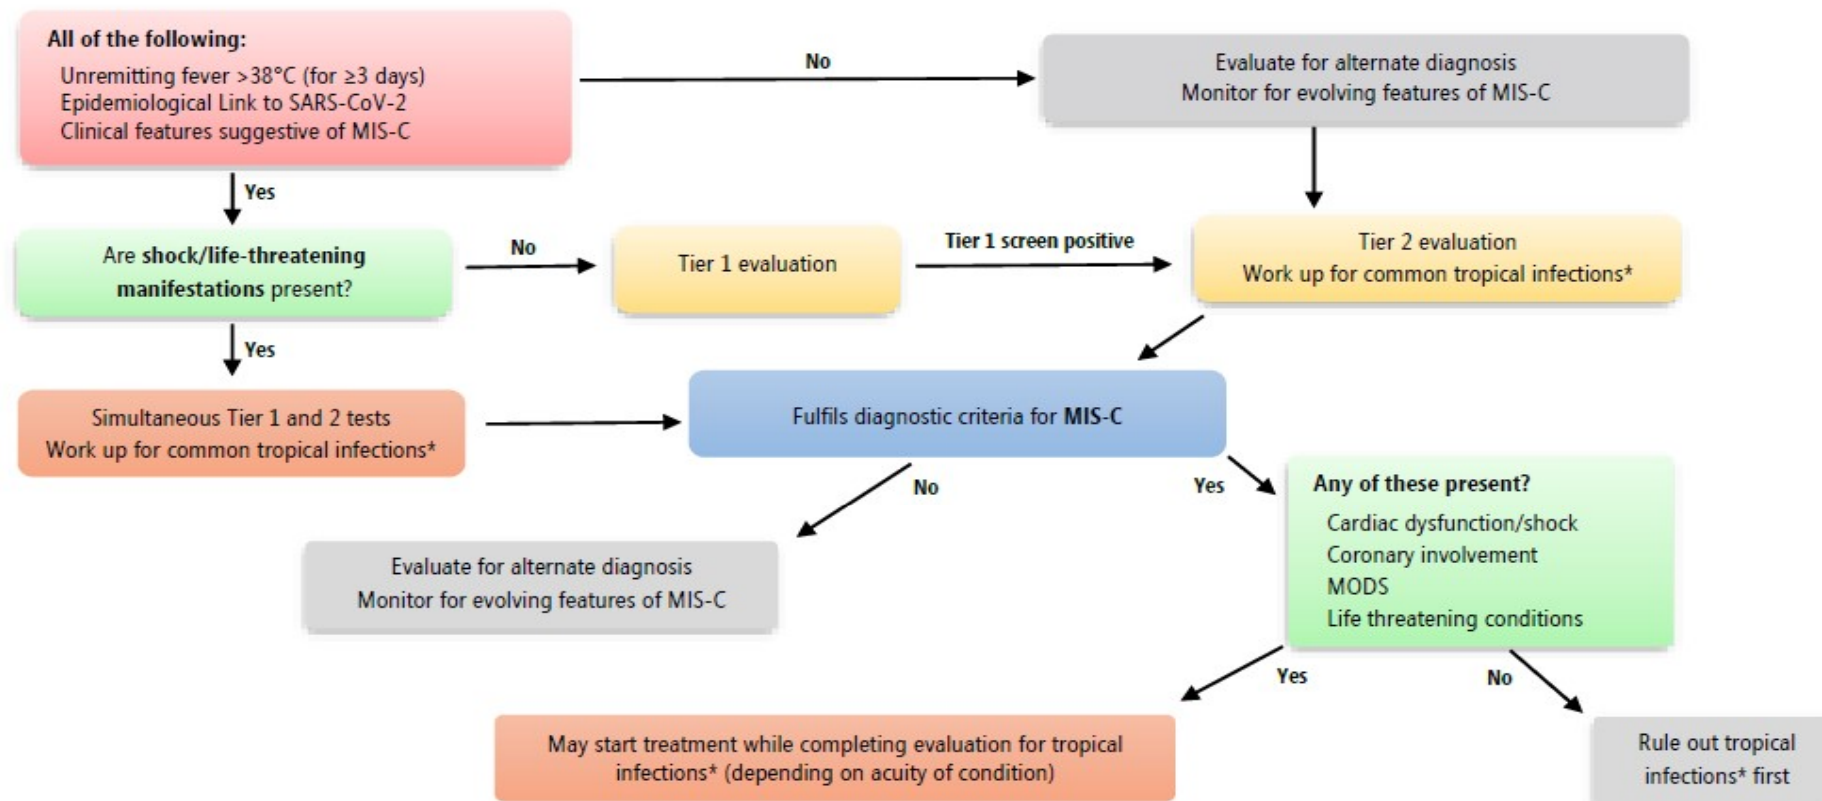 All of the following:
Unremitting fever >38°C (for ≥3 days)
Epidemiological Link to SARS-CoV-2
Clinical features suggestive of MIS-C
No
Evaluate for alternate diagnosis
Monitor for evolving features of MIS-C
Yes
Are shock/life-threatening
manifestations present?
No
Tier 1 evaluation
Tier 1 screen positive
Tier 2 evaluation
Work up for common tropical infections*
Yes
Simultaneous Tier 1 and 2 tests
Work up for common tropical infections*
Fulfils diagnostic criteria for MIS-C
No
Yes
Evaluate for alternate diagnosis
Monitor for evolving features of MIS-C
Any of these present?
Cardiac dysfunction/shock
Coronary involvement
MODS
Life threatening conditions
Yes
No
May start treatment while completing evaluation for tropical
infections* (depending on acuity of condition)
Rule out tropical
infections* first